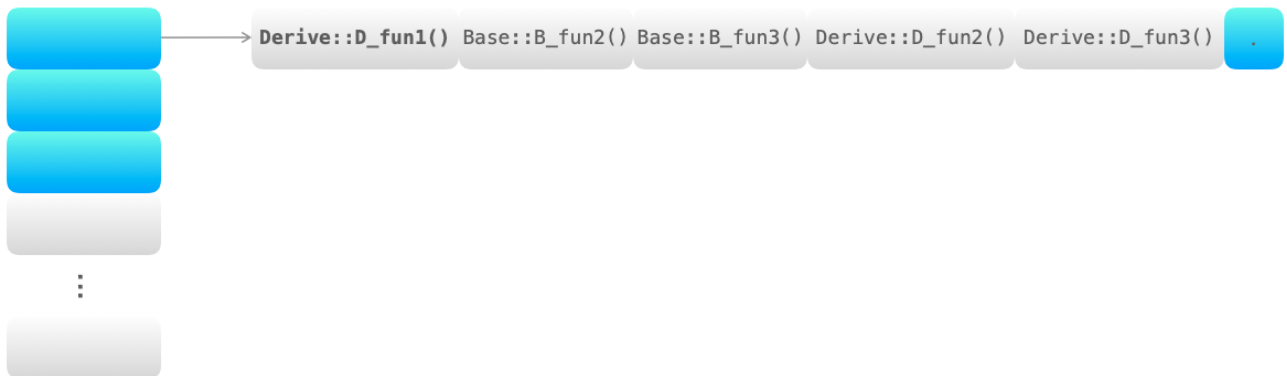 Derive::D_fun1() Base::B_fun2() Base::B_fun3() Derive::D_fun2() Derive::D_fun3() .
⋮